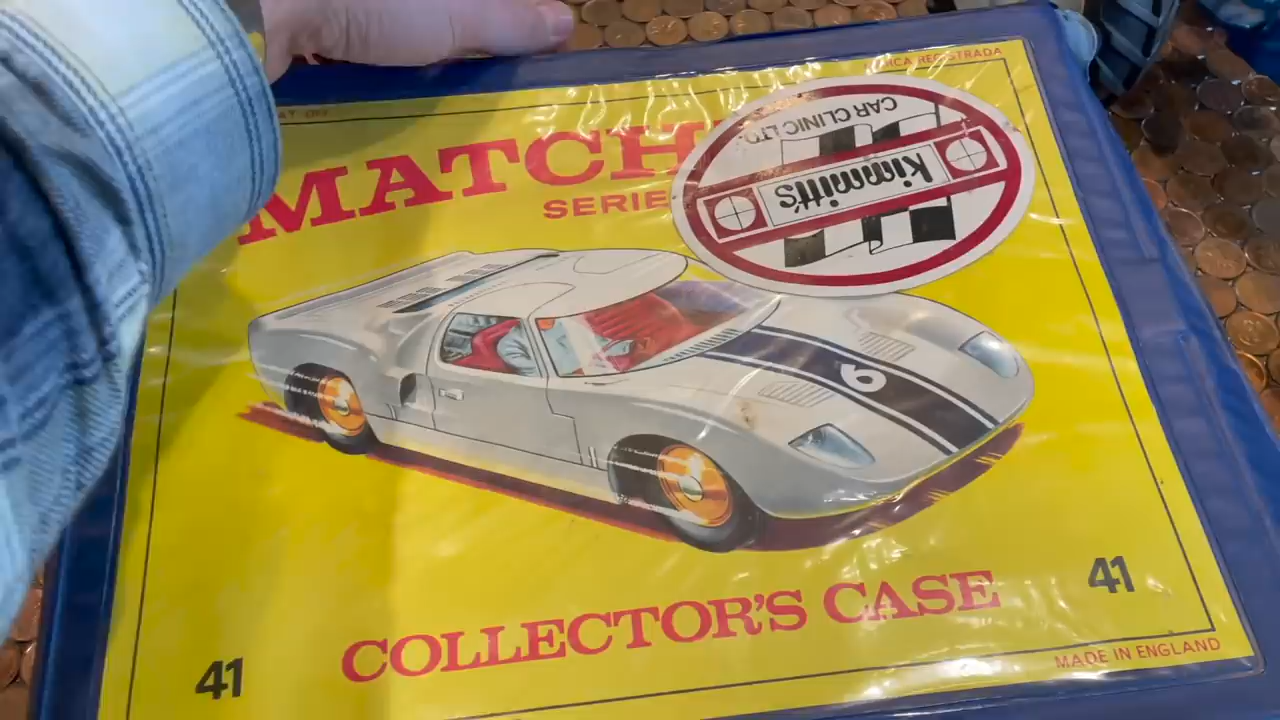 MARCA REGISTRADA
MATCH
SERIE
CAR CLINIC LTD.
Kimmitt's
6
COLLECTOR'S CASE
41
41
MADE IN ENGLAND